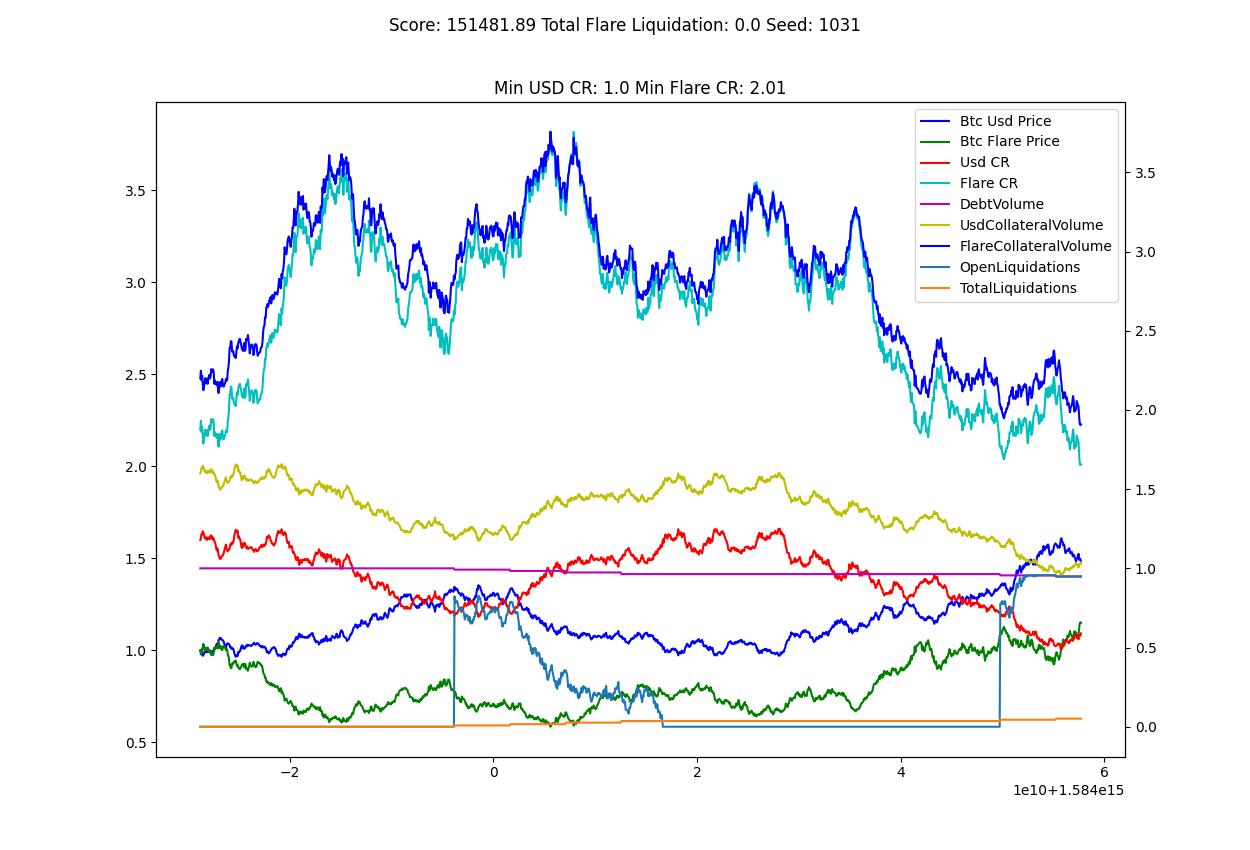 Score: 151481.89 Total Flare Liquidation: 0.0 Seed: 1031
Min USD CR: 1.0 Min Flare CR: 2.01
Btc Usd Price
Btc Flare Price
Usd CR
Flare CR
DebtVolume
UsdCollateralVolume
FlareCollateralVolume
OpenLiquidations
TotalLiquidations
3.5
3.0
2.5
2.0
1.5
1.0
0.5
3.5
3.0
2.5
2.0
1.5
1.0
0.5
0.0
−2
0
2
4
6
1e10+1.584e15